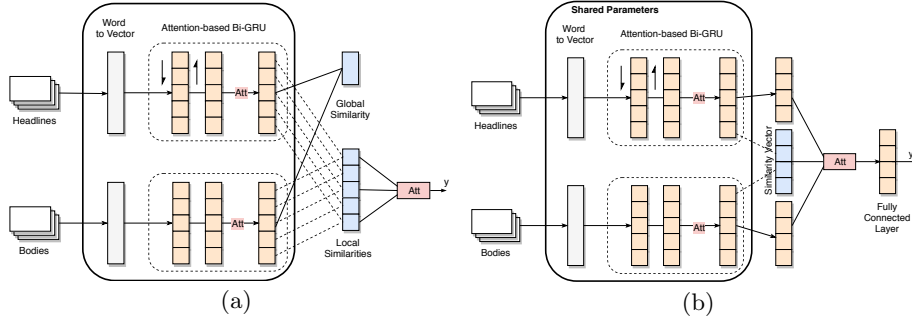 Word
to Vector
Attention-based Bi-GRU
Headlines
Att
Global
Similarity
Bodies
Att
Local
Similarities
Att
y
(a)
Shared Parameters
Word
to Vector
Attention-based Bi-GRU
Headlines
Att
Similarity Vector
Att
y
Bodies
Att
Fully
Connected
Layer
(b)